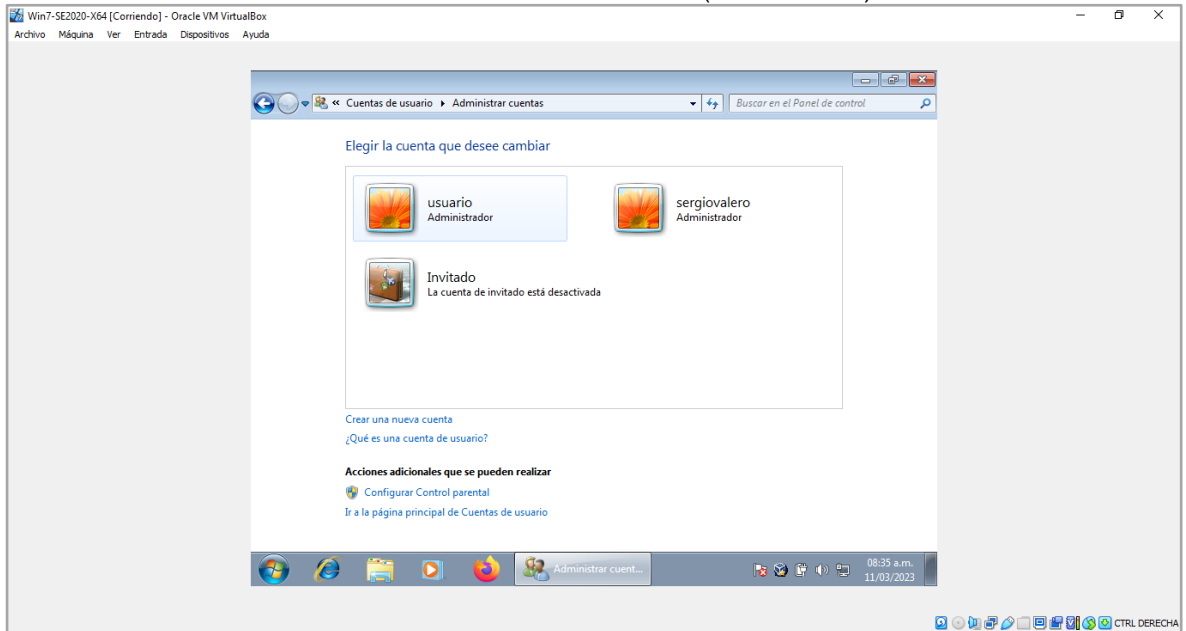 Win7-SE2020-X64 [Corriendo] - Oracle VM VirtualBox
Archivo Máquina Ver Entrada Dispositivos Ayuda
« Cuentas de usuario ▸ Administrar cuentas
Buscar en el Panel de control
Elegir la cuenta que desee cambiar
usuario
Administrador
sergiovalero
Administrador
Invitado
La cuenta de invitado está desactivada
Crear una nueva cuenta
¿Qué es una cuenta de usuario?
Acciones adicionales que se pueden realizar
Configurar Control parental
Ir a la página principal de Cuentas de usuario
Administrar cuent...
08:35 a.m.
11/03/2023
CTRL DERECHA